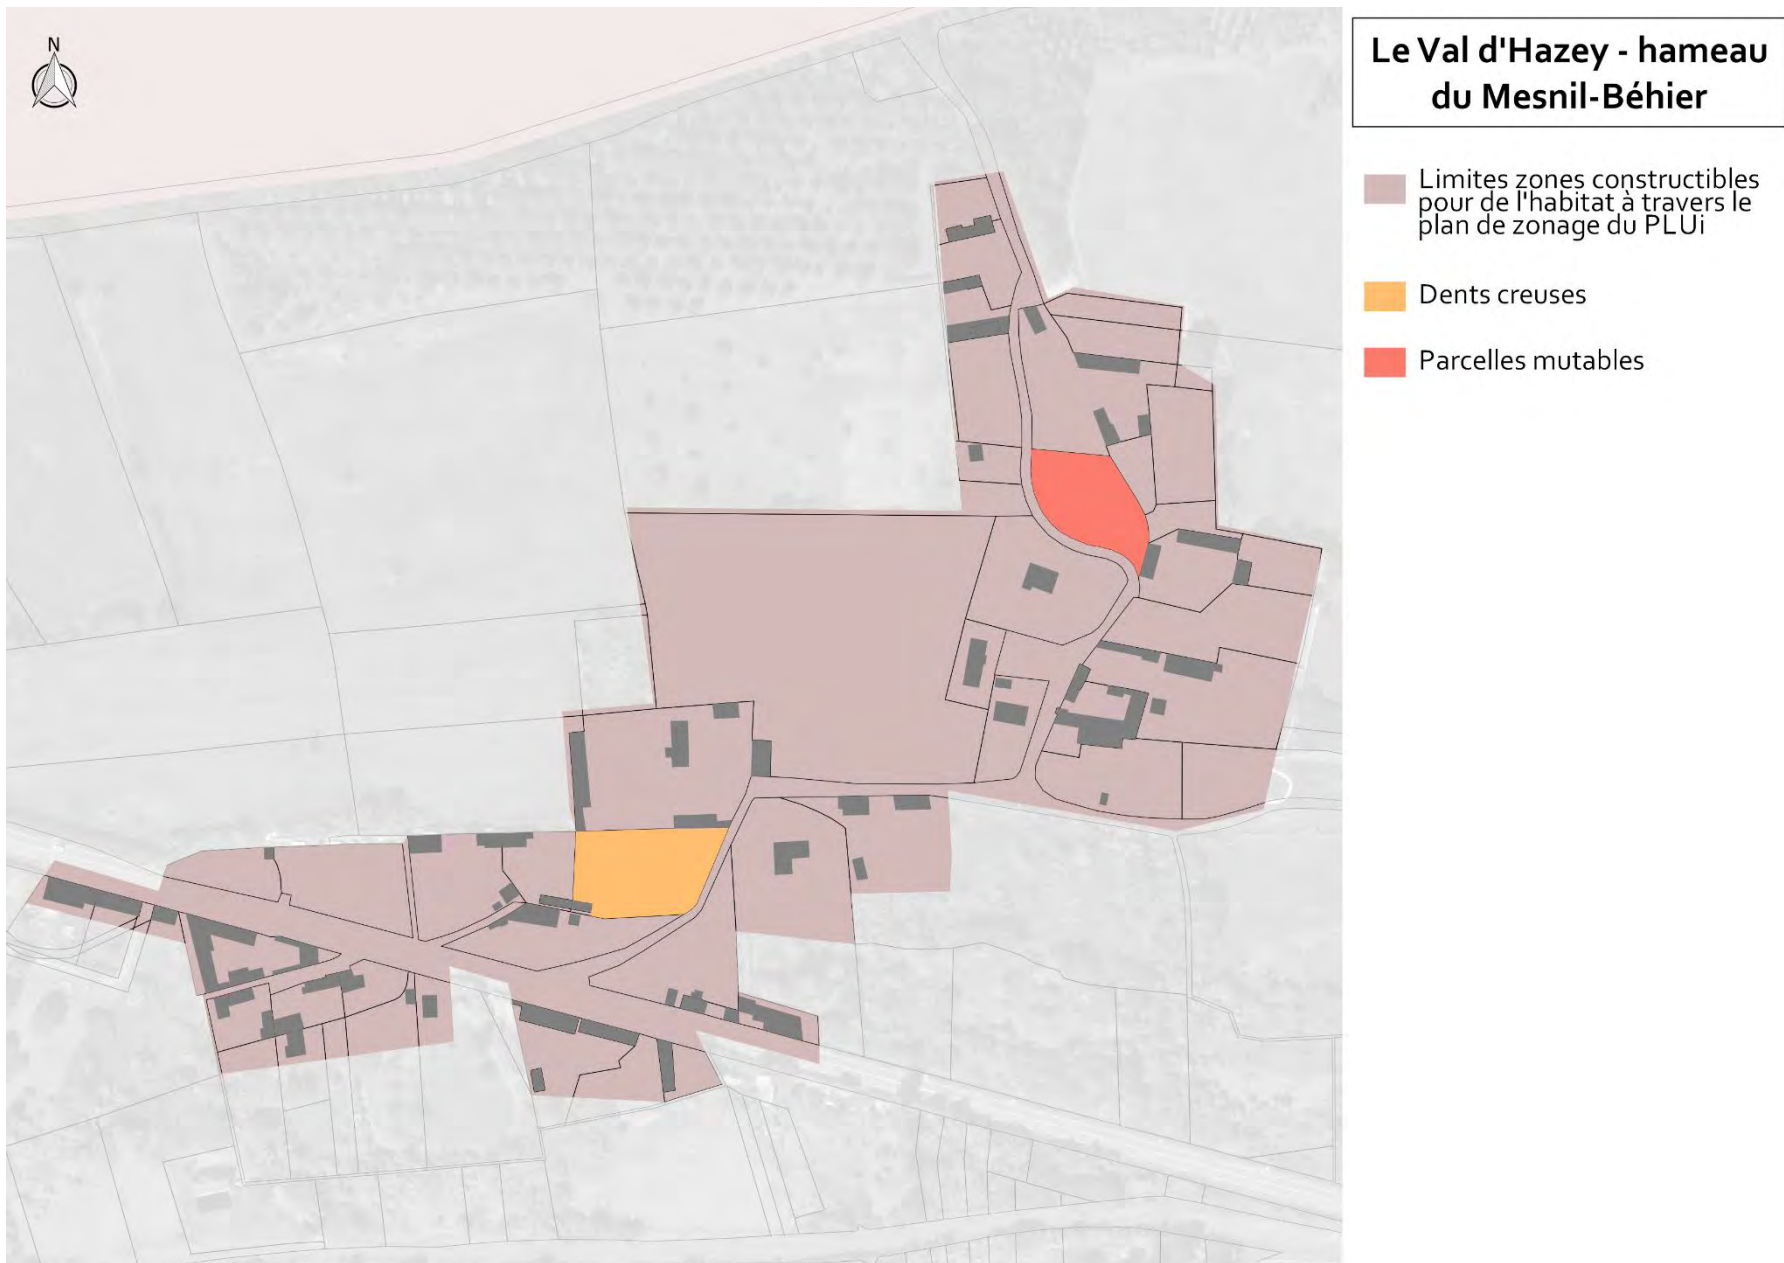 N
Le Val d'Hazey - hameau
du Mesnil-Béhier
Limites zones constructibles
pour de l'habitat à travers le
plan de zonage du PLUi
Dents creuses
Parcelles mutables